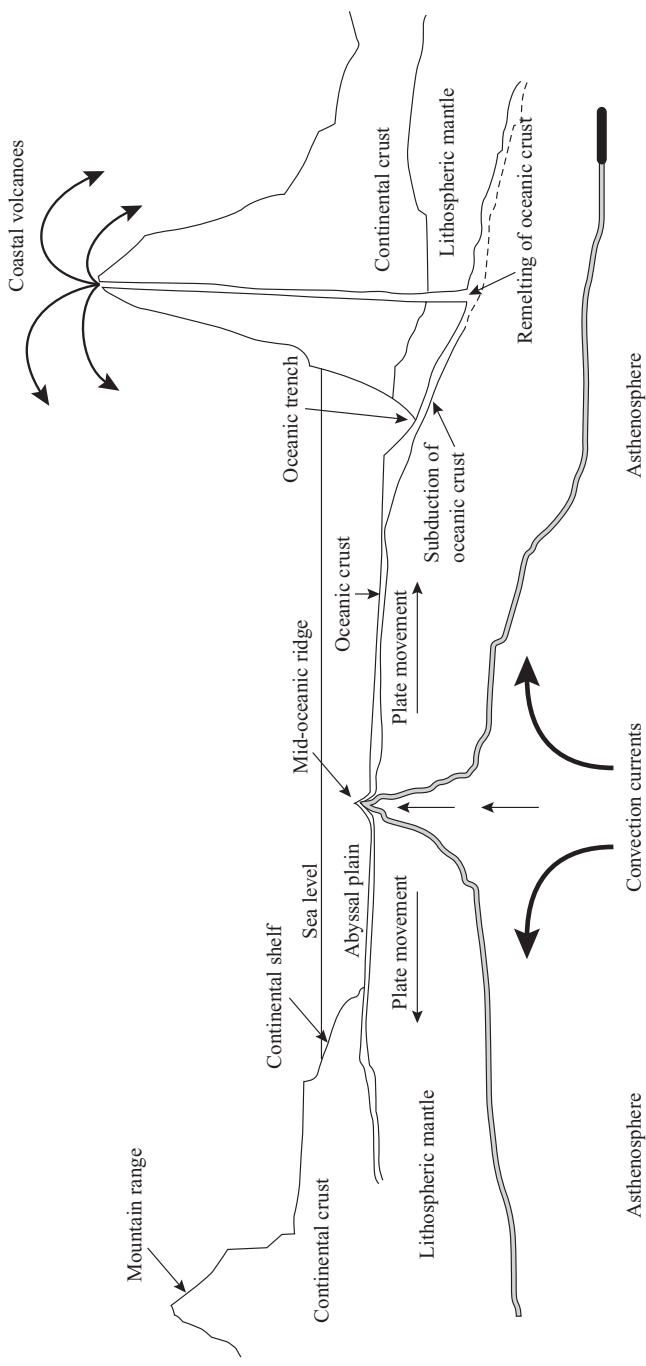 Coastal volcanoes
Mountain range
Continental crust
Continental shelf
Sea level
Abyssal plain
Mid-oceanic ridge
Oceanic crust
Oceanic trench
Continental crust
Lithospheric mantle
Plate movement
Plate movement
Subduction of
oceanic crust
Lithospheric mantle
Remelting of oceanic crust
Asthenosphere
Convection currents
Asthenosphere